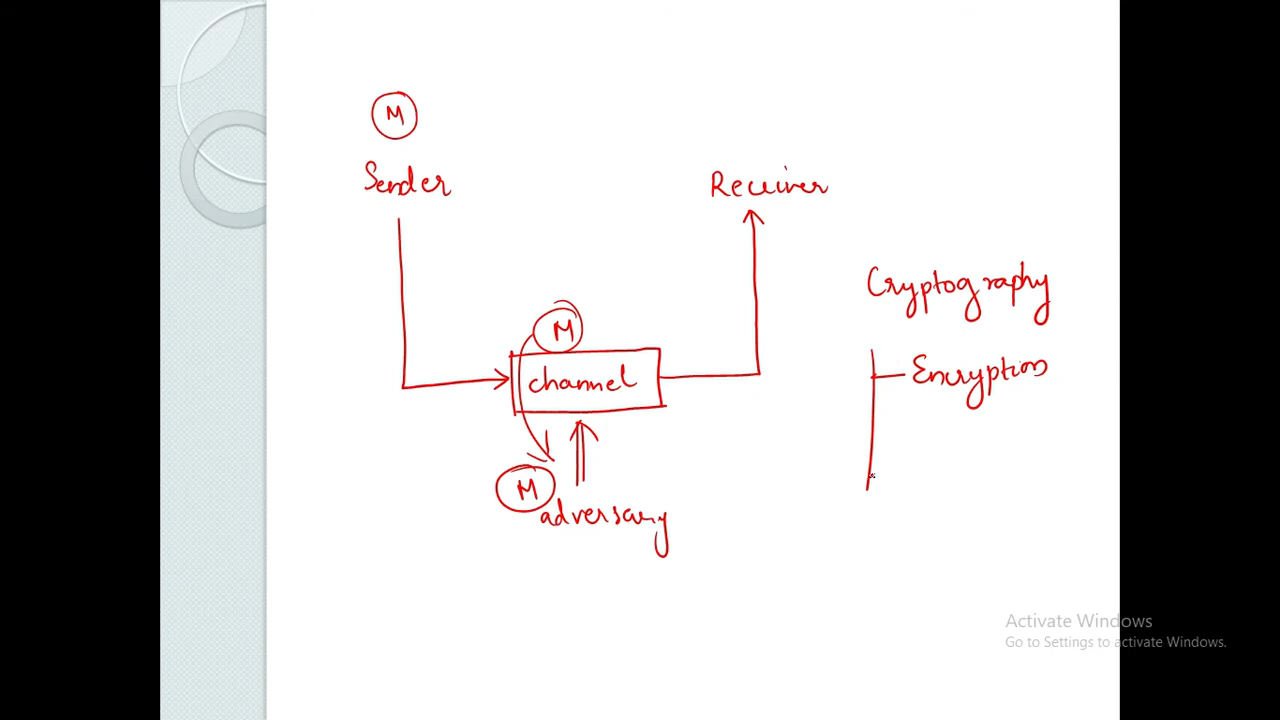 M
Sender
Receiver
Cryptography
M
Encryption
channel
M
adversary
Activate Windows
Go to Settings to activate Windows.